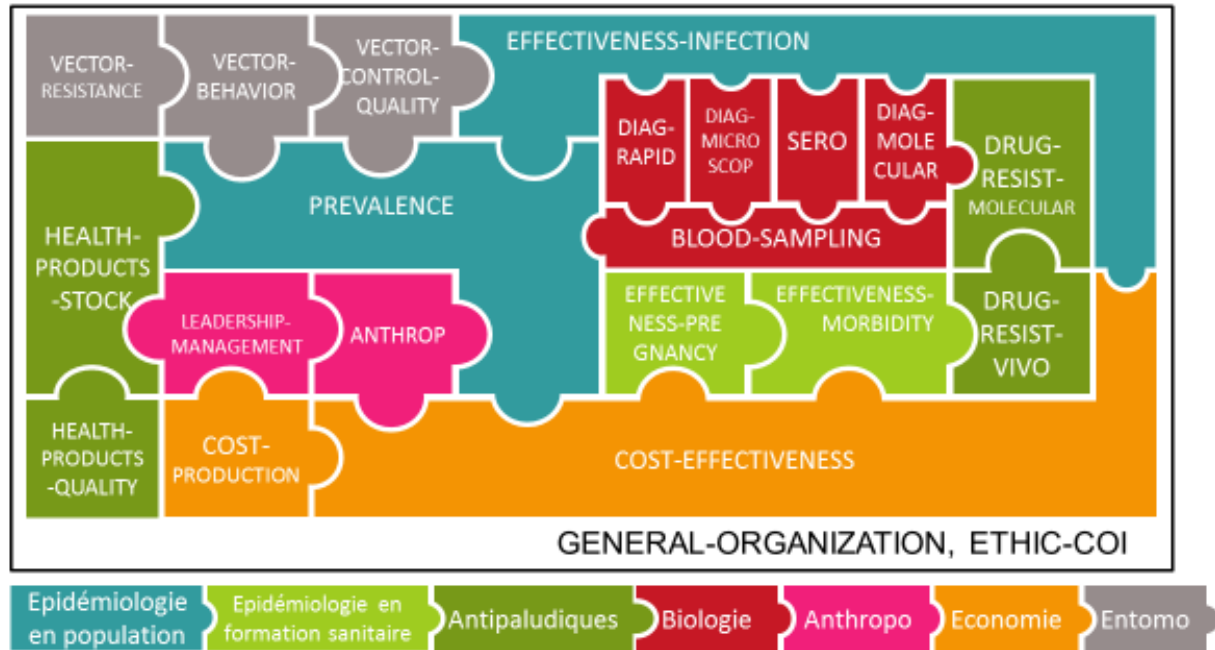 VECTOR-
RESISTANCE
VECTOR-
BEHAVIOR
VECTOR-
CONTROL-
QUALITY
EFFECTIVENESS-INFECTION
DIAG-
RAPID
DIAG-
MICRO
SCOP
SERO
DIAG-
MOLE
CULAR
DRUG-
RESIST-
MOLECULAR
PREVALENCE
BLOOD-SAMPLING
HEALTH-
PRODUCTS
-STOCK
LEADERSHIP-
MANAGEMENT
ANTHROP
EFFECTIVE
NESS-PRE
GNANCY
EFFECTIVENESS-
MORBIDITY
DRUG-
RESIST-
VIVO
HEALTH-
PRODUCTS
-QUALITY
COST-
PRODUCTION
COST-EFFECTIVENESS
GENERAL-ORGANIZATION, ETHIC-COI
Epidémiologie
en population
Epidémiologie en
formation sanitaire
Antipaludiques
Biologie
Anthropo
Economie
Entomo